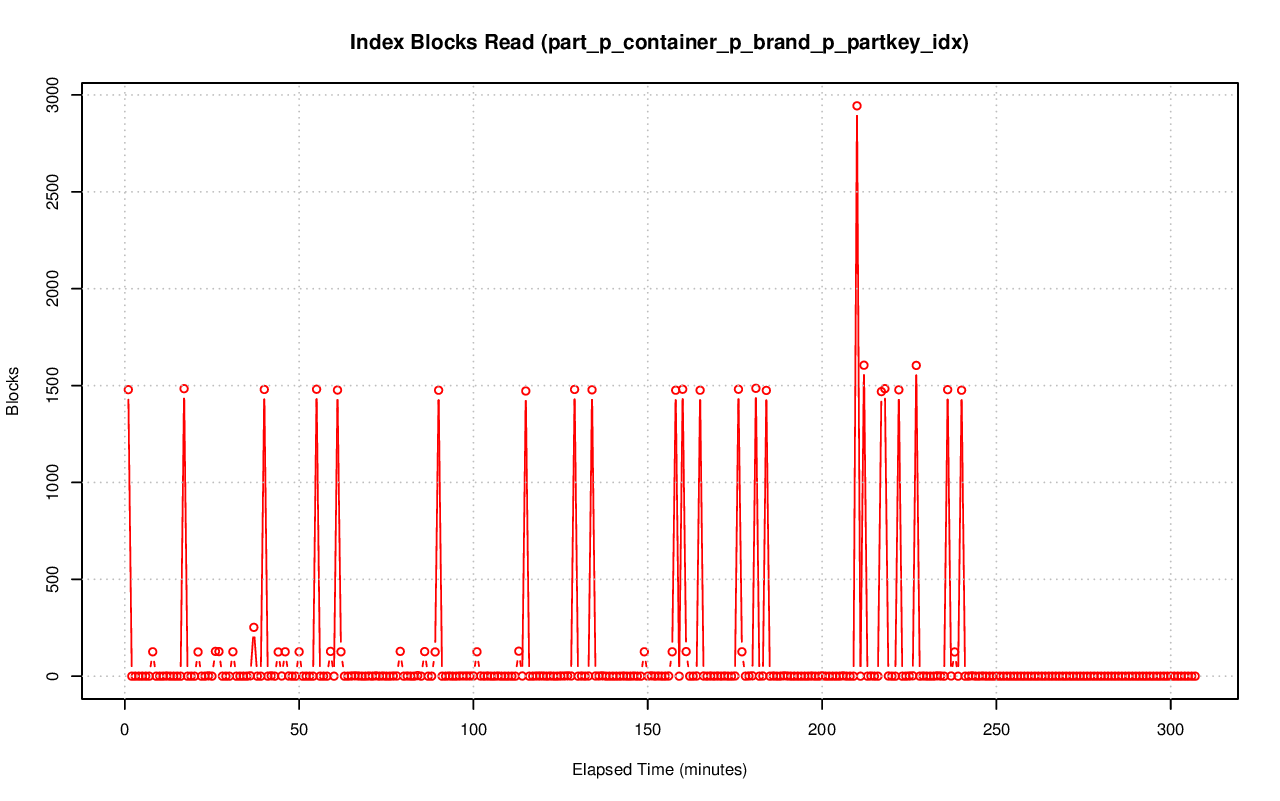 Index Blocks Read (part_p_container_p_brand_p_partkey_idx)
3000
2500
2000
1500
1000
500
0
Blocks
0 50 100 150 200 250 300
Elapsed Time (minutes)